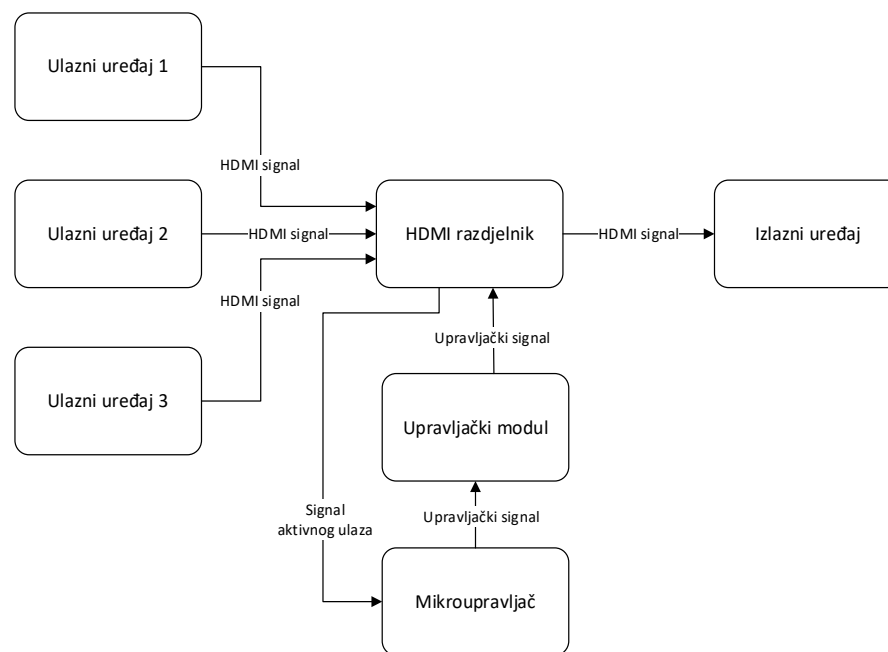 Ulazni uređaj 1
HDMI signal
Ulazni uređaj 2
HDMI signal
HDMI razdjelnik
HDMI signal
Izlazni uređaj
HDMI signal
Ulazni uređaj 3
Upravljački signal
Upravljački modul
Signal
aktivnog ulaza
Upravljački signal
Mikroupravljač